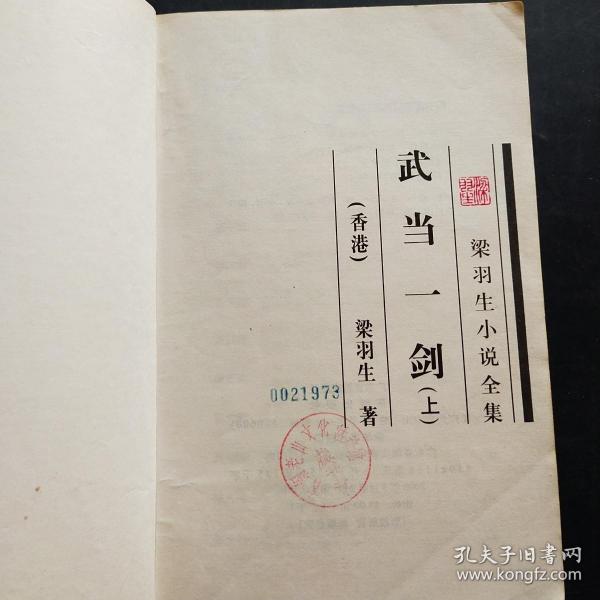 梁羽生小说全集
武当一剑(上)
(香港) 梁羽生 著
0021973
孔夫子旧书网
www.kongfz.com